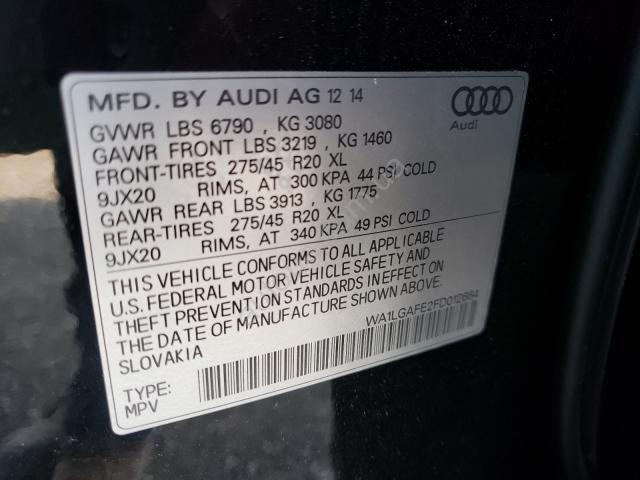 MFD. BY AUDI AG 12 14
Audi
GVWR LBS 6790 , KG 3080
GAWR FRONT LBS 3219 , KG 1460
FRONT-TIRES 275/45 R20 XL
9JX20 RIMS, AT 300 KPA 44 PSI COLD
GAWR REAR LBS 3913 , KG 1775
REAR-TIRES 275/45 R20 XL
9JX20 RIMS, AT 340 KPA 49 PSI COLD
THIS VEHICLE CONFORMS TO ALL APPLICABLE
U.S. FEDERAL MOTOR VEHICLE SAFETY AND
THEFT PREVENTION STANDARDS IN EFFECT ON
THE DATE OF MANUFACTURE SHOWN ABOVE.
SLOVAKIA
WA1LGAFE2FD012684
TYPE:
MPV